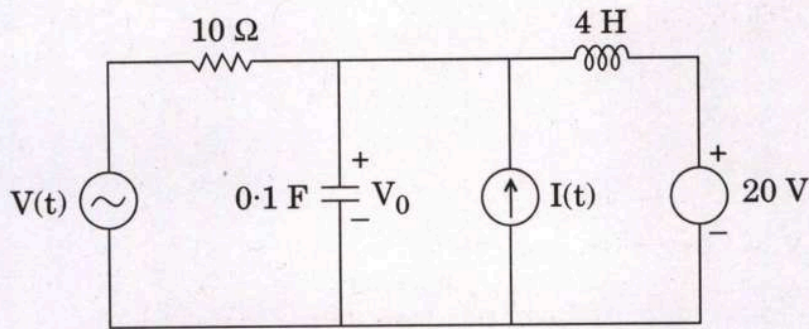 10 Ω
4 H
V(t)
0·1 F
+
V0
−
I(t)
+
20 V
−